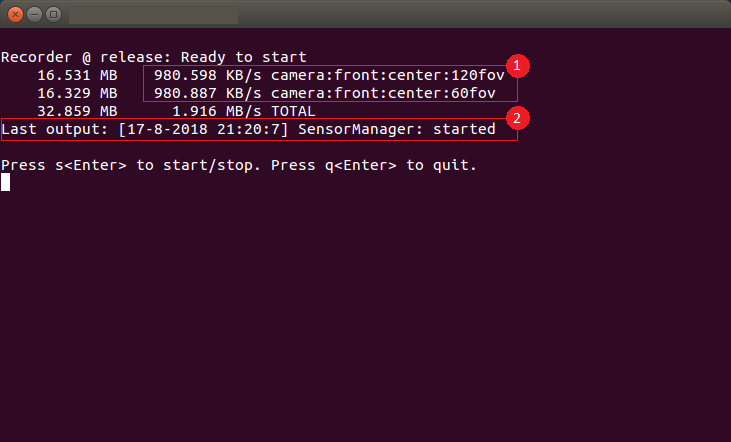 Recorder @ release: Ready to start
16.531 MB 980.598 KB/s camera:front:center:120fov
1
16.329 MB 980.887 KB/s camera:front:center:60fov
32.859 MB 1.916 MB/s TOTAL
2
Last output: [17-8-2018 21:20:7] SensorManager: started
Press s<Enter> to start/stop. Press q<Enter> to quit.